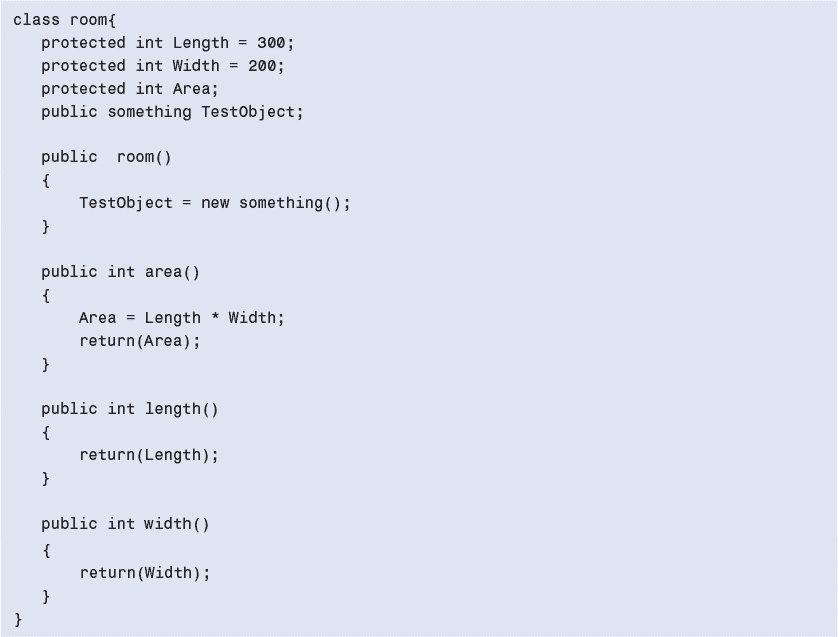 class room{
protected int Length = 300;
protected int Width = 200;
protected int Area;
public something TestObject;
public  room()
{
TestObject = new something();
}
public int area()
{
Area = Length * Width;
return(Area);
}
public int length()
{
return(Length);
}
public int width()
{
return(Width);
}
}